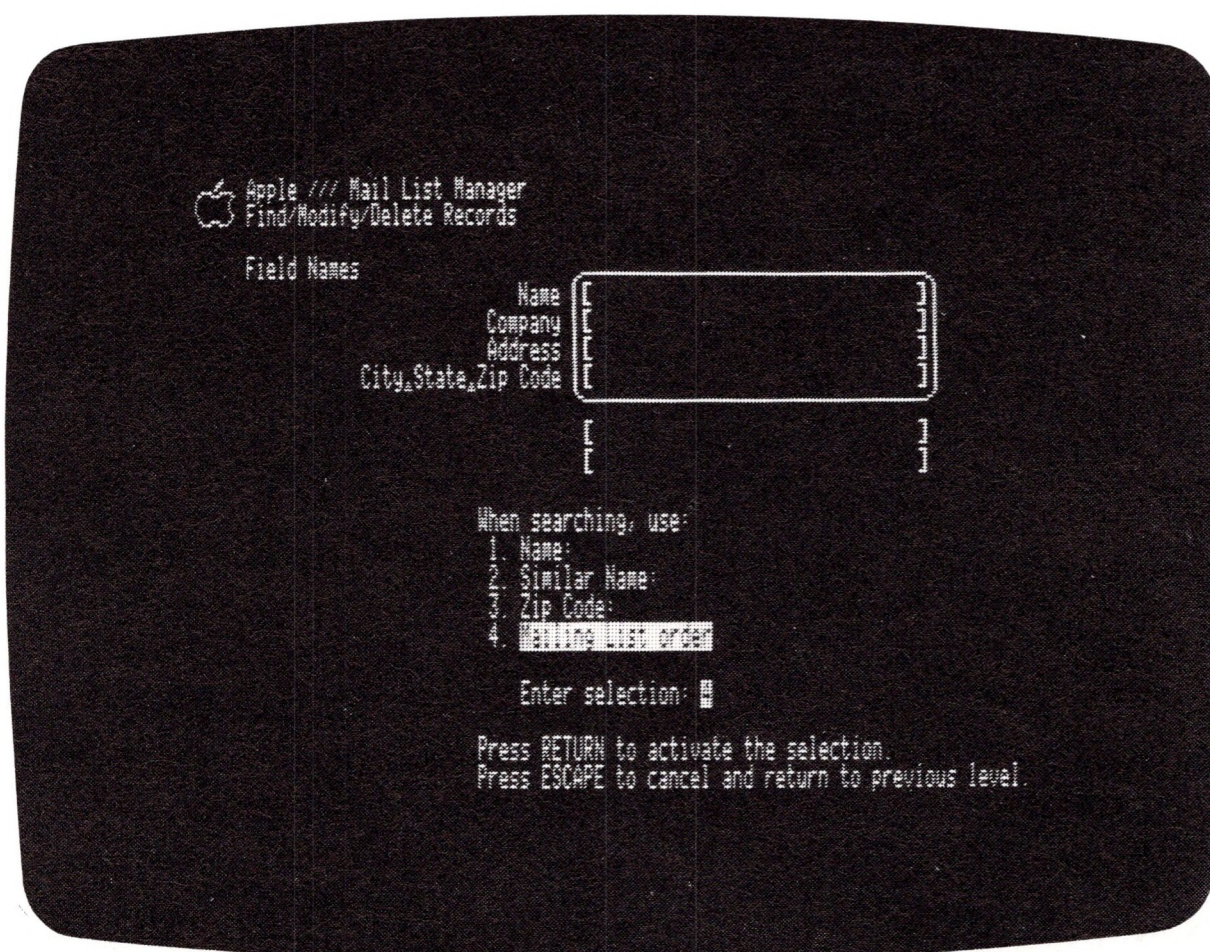 Apple /// Mail List Manager
Find/Modify/Delete Records
Field Names
Name [ ]
Company [ ]
Address [ ]
City,State,Zip Code [ ]
[ ]
[ ]
When searching, use:
1. Name:
2. Similar Name:
3. Zip Code:
4. Mailing List order
Enter selection: 4
Press RETURN to activate the selection.
Press ESCAPE to cancel and return to previous level.